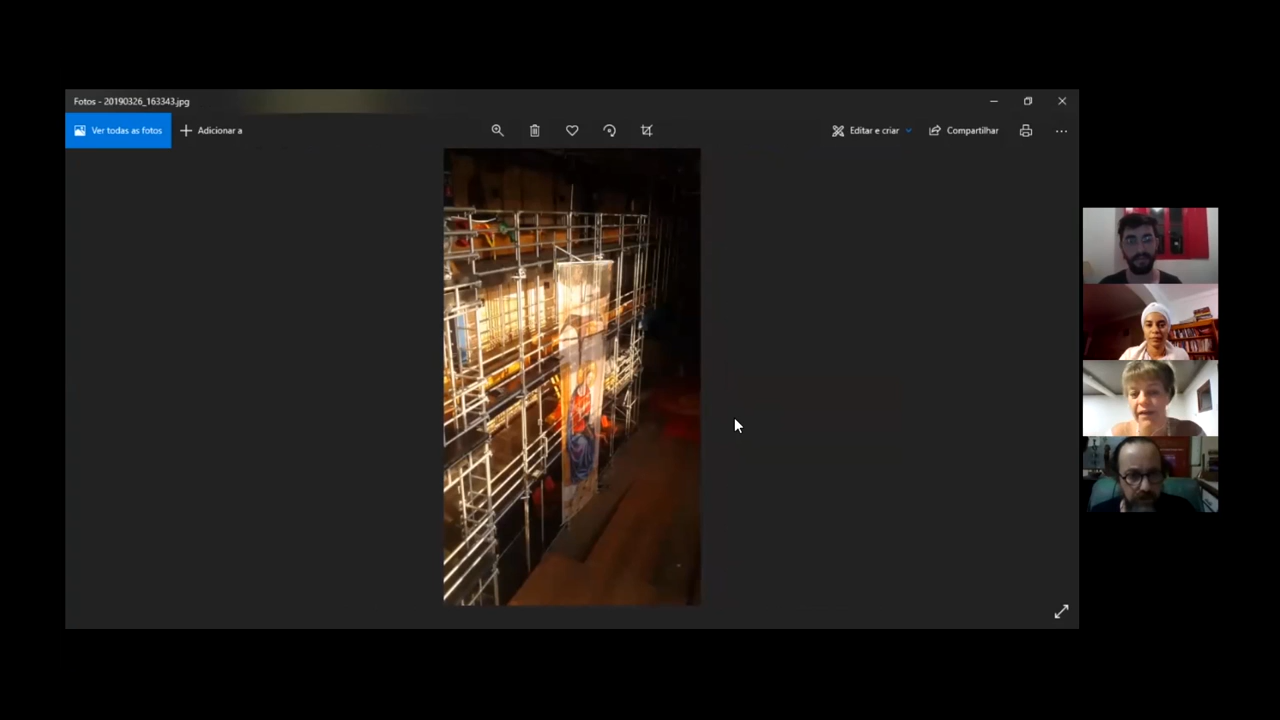 Fotos - 20190326_163343.jpg
Ver todas as fotos
Adicionar a
Editar e criar
Compartilhar